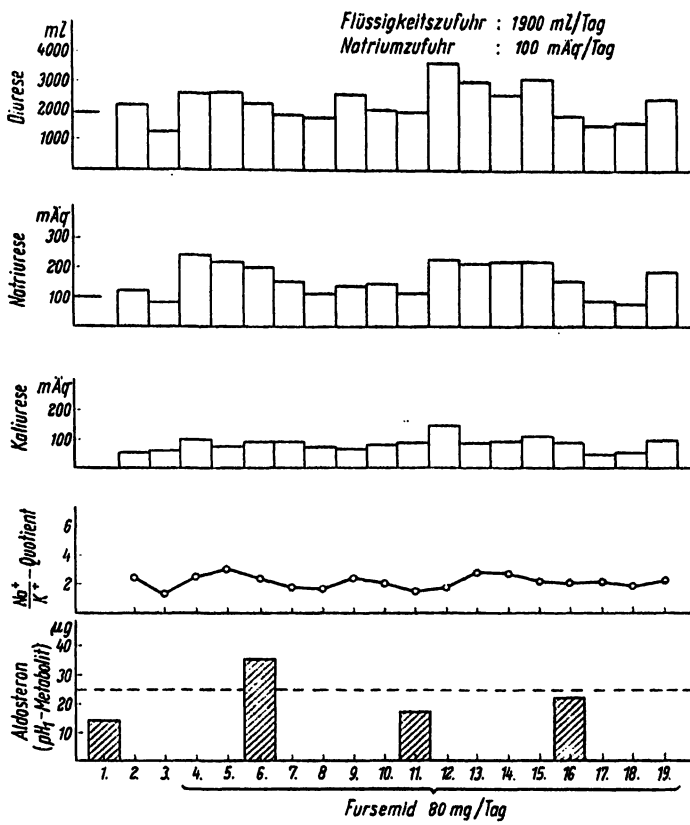 Flüssigkeitszufuhr : 1900 ml/Tag
Natriumzufuhr : 100 mÄq/Tag
ml
4000
3000
2000
1000
Diurese
mÄq
300
200
100
Natriurese
mÄq
200
100
Kaliurese
6
4
2
Na+/K+-Quotient
µg
40
30
20
10
Aldosteron
(pH1-Metabolit)
1. 2. 3. 4. 5. 6. 7. 8. 9. 10. 11. 12. 13. 14. 15. 16 17. 18. 19.
Fursemid 80 mg/Tag